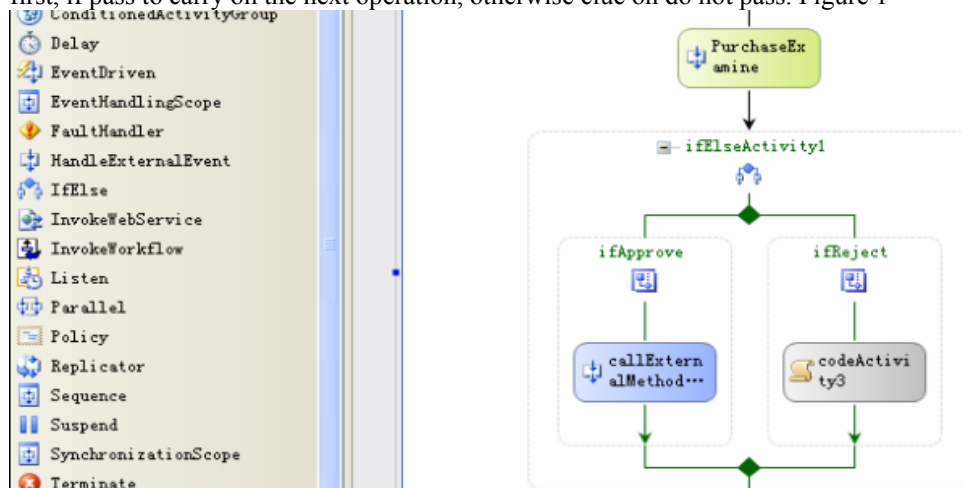 first, if pass to carry on the next operation, otherwise clue on do not pass. Figure 1
ConditionedActivityGroup
Delay
EventDriven
EventHandlingScope
FaultHandler
HandleExternalEvent
IfElse
InvokeWebService
InvokeWorkflow
Listen
Parallel
Policy
Replicator
Sequence
Suspend
SynchronizationScope
Terminate
PurchaseEx
amine
ifElseActivity1
ifApprove
ifReject
callExtern
alMethod...
codeActivi
ty3